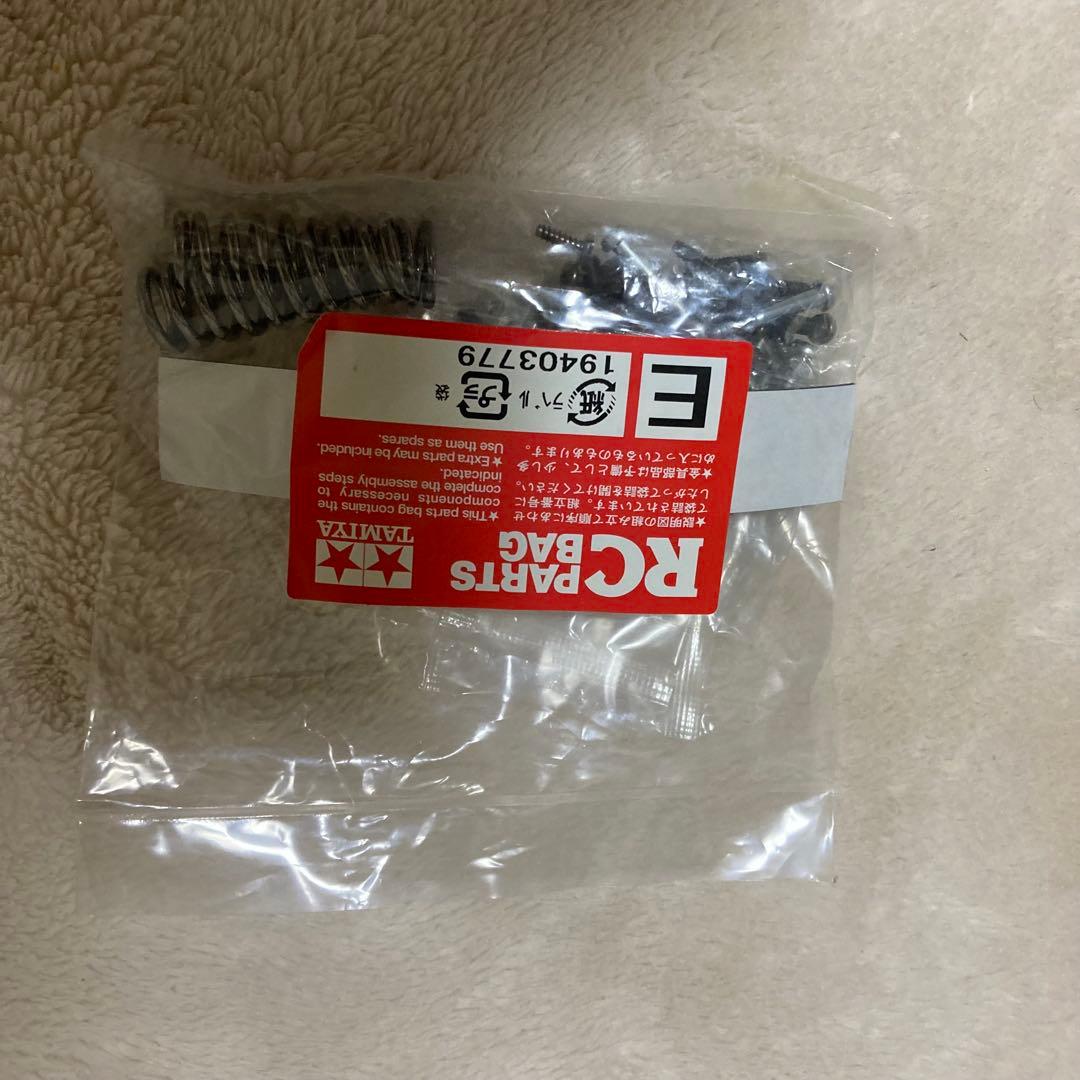 RC PARTS BAG
TAMIYA
★説明図の組み立て順序にあわせ
て袋詰されています。組立番号に
したがって袋詰を開けてください。
★金具部品は予備として、少し多
めに入っているものもあります。
★This parts bag contains the
components necessary to
complete the assembly steps
indicated.
★Extra parts may be included.
Use them as spares.
E
紙 ラベル
プラ 袋
19403779